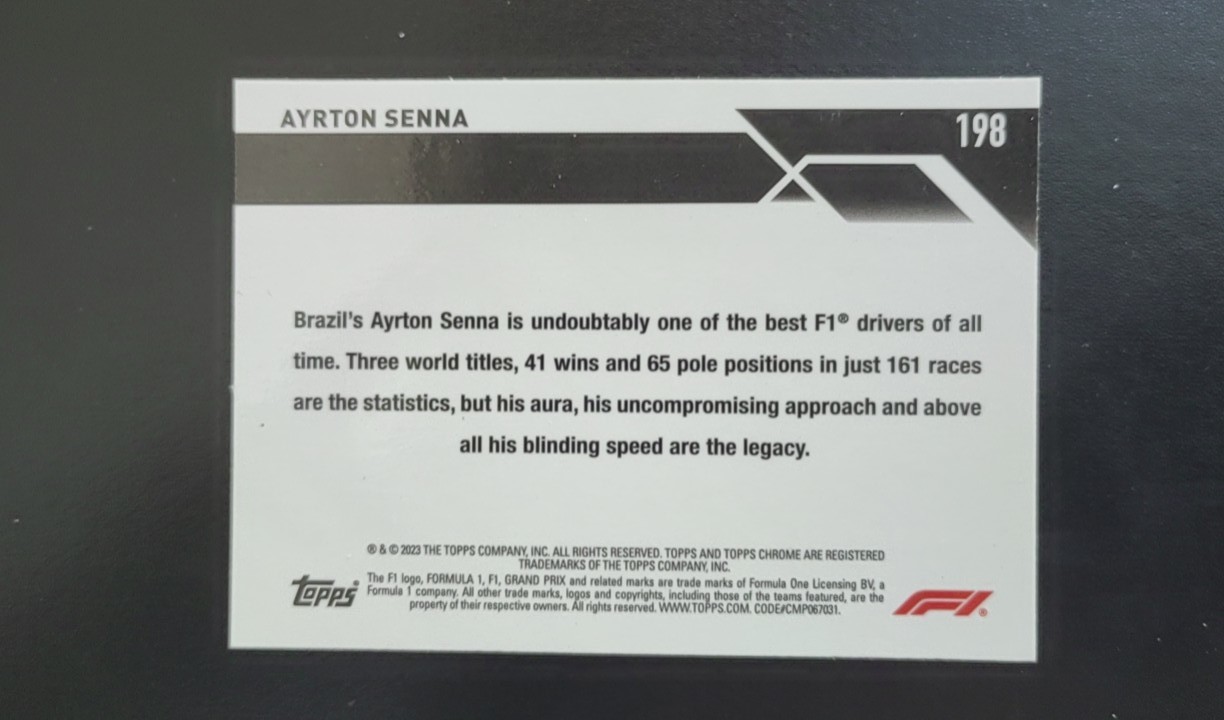 AYRTON SENNA
198
Brazil's Ayrton Senna is undoubtably one of the best F1® drivers of all
time. Three world titles, 41 wins and 65 pole positions in just 161 races
are the statistics, but his aura, his uncompromising approach and above
all his blinding speed are the legacy.
® & © 2023 THE TOPPS COMPANY, INC. ALL RIGHTS RESERVED. TOPPS AND TOPPS CHROME ARE REGISTERED
TRADEMARKS OF THE TOPPS COMPANY, INC.
The F1 logo, FORMULA 1, F1, GRAND PRIX and related marks are trade marks of Formula One Licensing BV, a
Formula 1 company. All other trade marks, logos and copyrights, including those of the teams featured, are the
property of their respective owners. All rights reserved. WWW.TOPPS.COM. CODE#CMP067031.
Topps
F1®